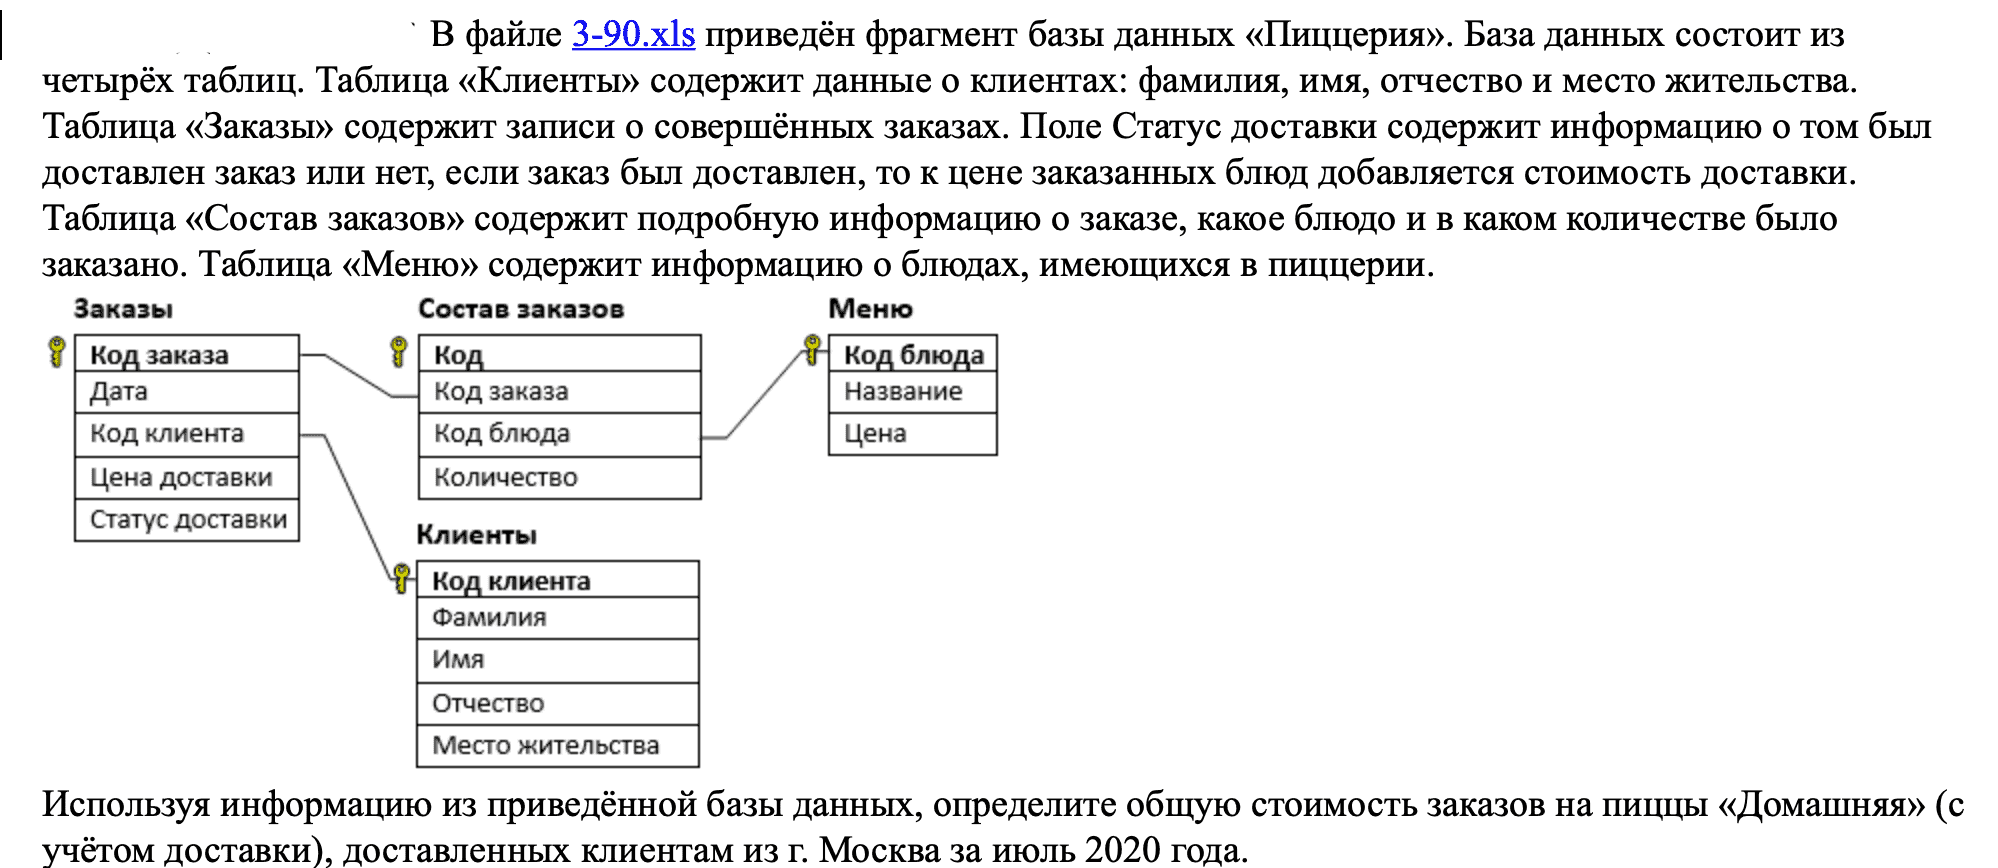 В файле 3-90.xls приведён фрагмент базы данных «Пиццерия». База данных состоит из
четырёх таблиц. Таблица «Клиенты» содержит данные о клиентах: фамилия, имя, отчество и место жительства.
Таблица «Заказы» содержит записи о совершённых заказах. Поле Статус доставки содержит информацию о том был
доставлен заказ или нет, если заказ был доставлен, то к цене заказанных блюд добавляется стоимость доставки.
Таблица «Состав заказов» содержит подробную информацию о заказе, какое блюдо и в каком количестве было
заказано. Таблица «Меню» содержит информацию о блюдах, имеющихся в пиццерии.
Заказы
Код заказа
Дата
Код клиента
Цена доставки
Статус доставки
Состав заказов
Код
Код заказа
Код блюда
Количество
Меню
Код блюда
Название
Цена
Клиенты
Код клиента
Фамилия
Имя
Отчество
Место жительства
Используя информацию из приведённой базы данных, определите общую стоимость заказов на пиццы «Домашняя» (с
учётом доставки), доставленных клиентам из г. Москва за июль 2020 года.